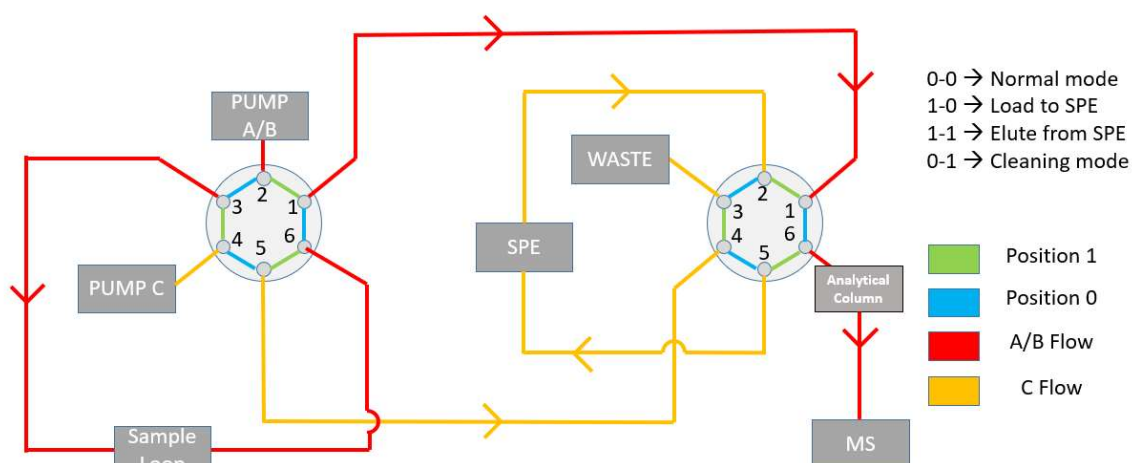 PUMP
A/B
0-0 → Normal mode
1-0 → Load to SPE
1-1 → Elute from SPE
0-1 → Cleaning mode
WASTE
2
3
1
4
6
5
2
3
1
4
6
5
SPE
PUMP C
Analytical
Column
Position 1
Position 0
A/B Flow
C Flow
Sample
Loop
MS